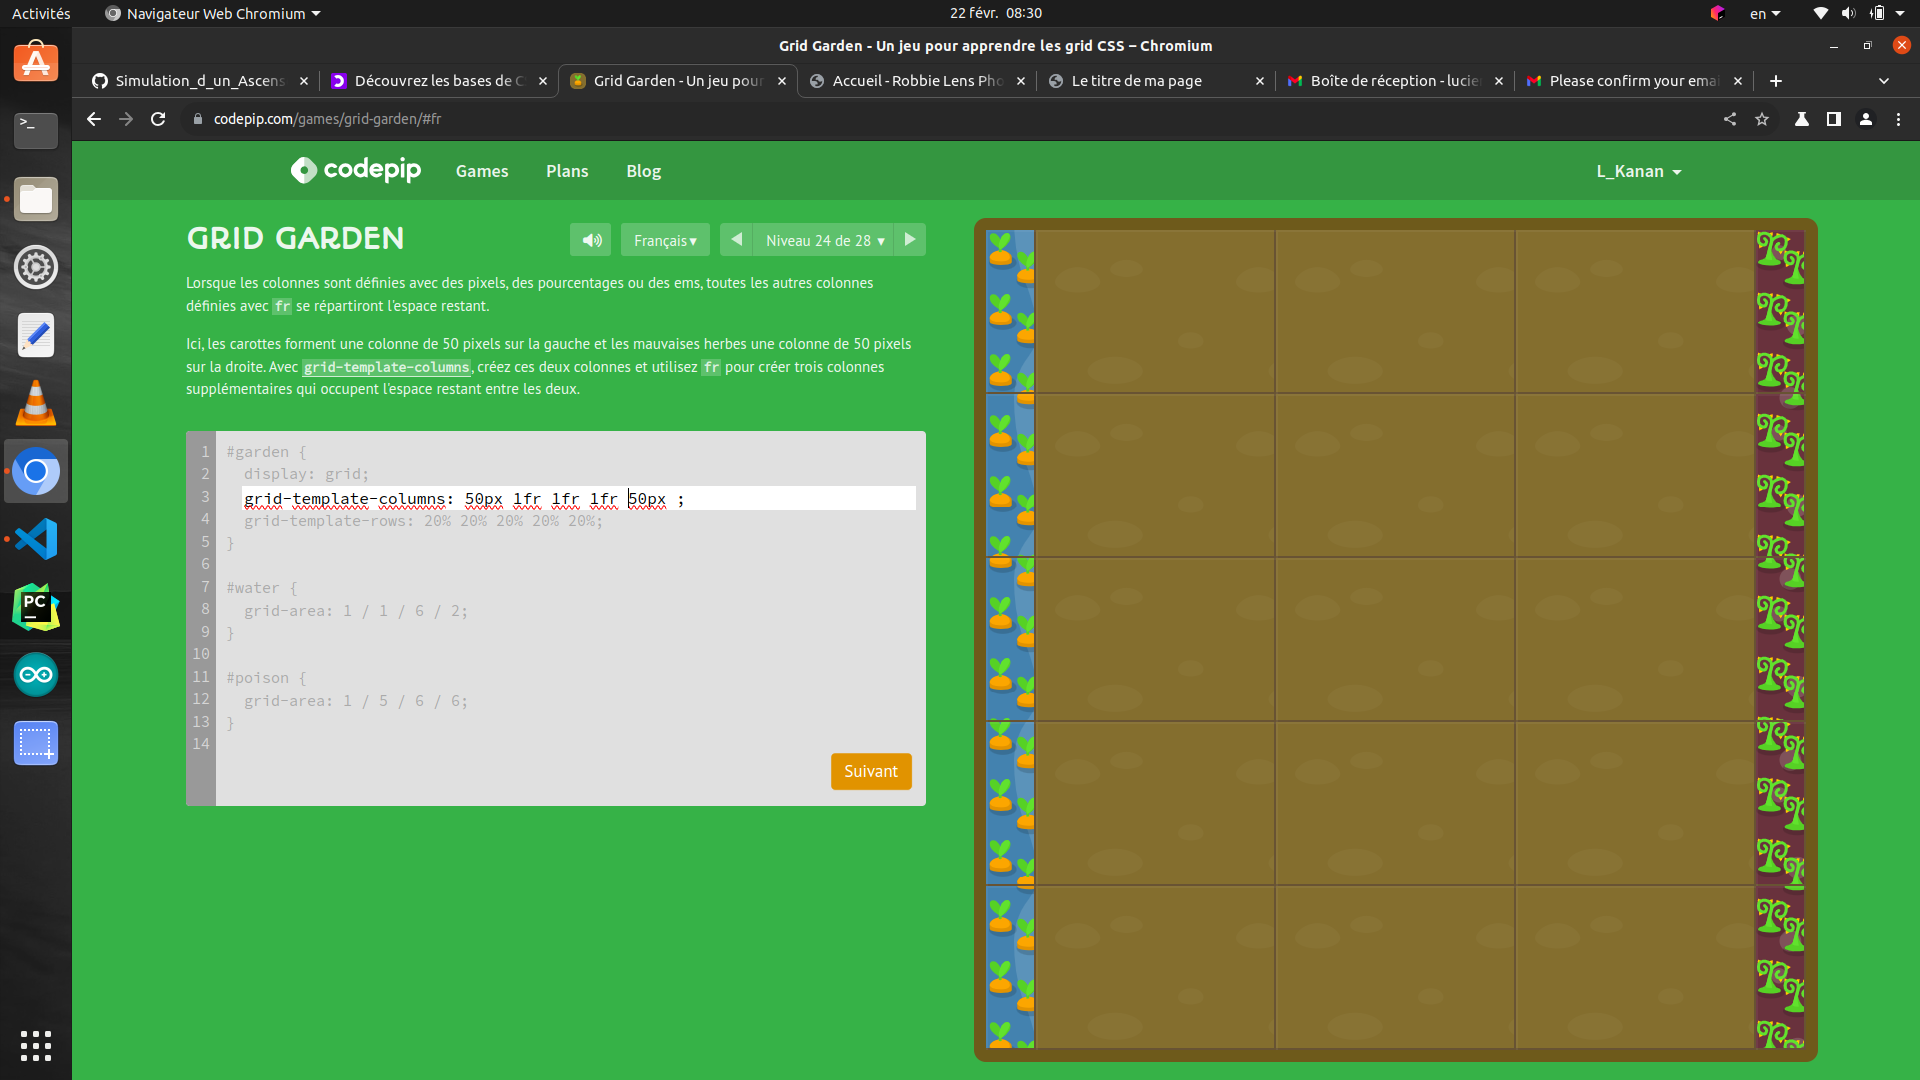 Activités
Navigateur Web Chromium
22 févr.  08:30
en
Grid Garden - Un jeu pour apprendre les grid CSS – Chromium
Simulation_d_un_Ascens
Découvrez les bases de C
Grid Garden - Un jeu pour
Accueil - Robbie Lens Pho
Le titre de ma page
Boîte de réception - lucie
Please confirm your emai
codepip.com/games/grid-garden/#fr
codepip
Games
Plans
Blog
L_Kanan
GRID GARDEN
Français▾
Niveau 24 de 28 ▾
Lorsque les colonnes sont définies avec des pixels, des pourcentages ou des ems, toutes les autres colonnes
définies avec fr se répartiront l'espace restant.
Ici, les carottes forment une colonne de 50 pixels sur la gauche et les mauvaises herbes une colonne de 50 pixels
sur la droite. Avec grid-template-columns, créez ces deux colonnes et utilisez fr pour créer trois colonnes
supplémentaires qui occupent l'espace restant entre les deux.
1 #garden {
2 display: grid;
3 grid-template-columns: 50px 1fr 1fr 1fr 50px ;
4 grid-template-rows: 20% 20% 20% 20% 20%;
5 }
6
7 #water {
8 grid-area: 1 / 1 / 6 / 2;
9 }
10
11 #poison {
12 grid-area: 1 / 5 / 6 / 6;
13 }
14
Suivant
PC